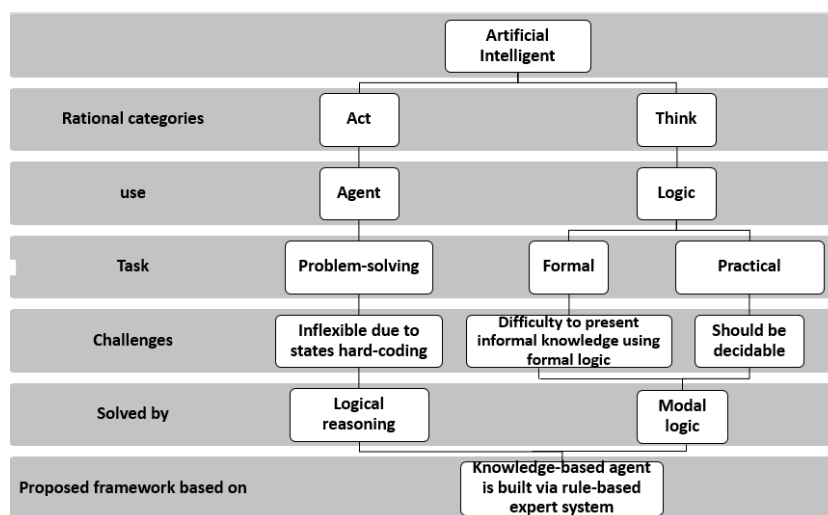 Artificial
Intelligent
Rational categories
Act
Think
use
Agent
Logic
Task
Problem-solving
Formal
Practical
Challenges
Inflexible due to
states hard-coding
Difficulty to present
informal knowledge using
formal logic
Should be
decidable
Solved by
Logical
reasoning
Modal
logic
Proposed framework based on
Knowledge-based agent
is built via rule-based
expert system